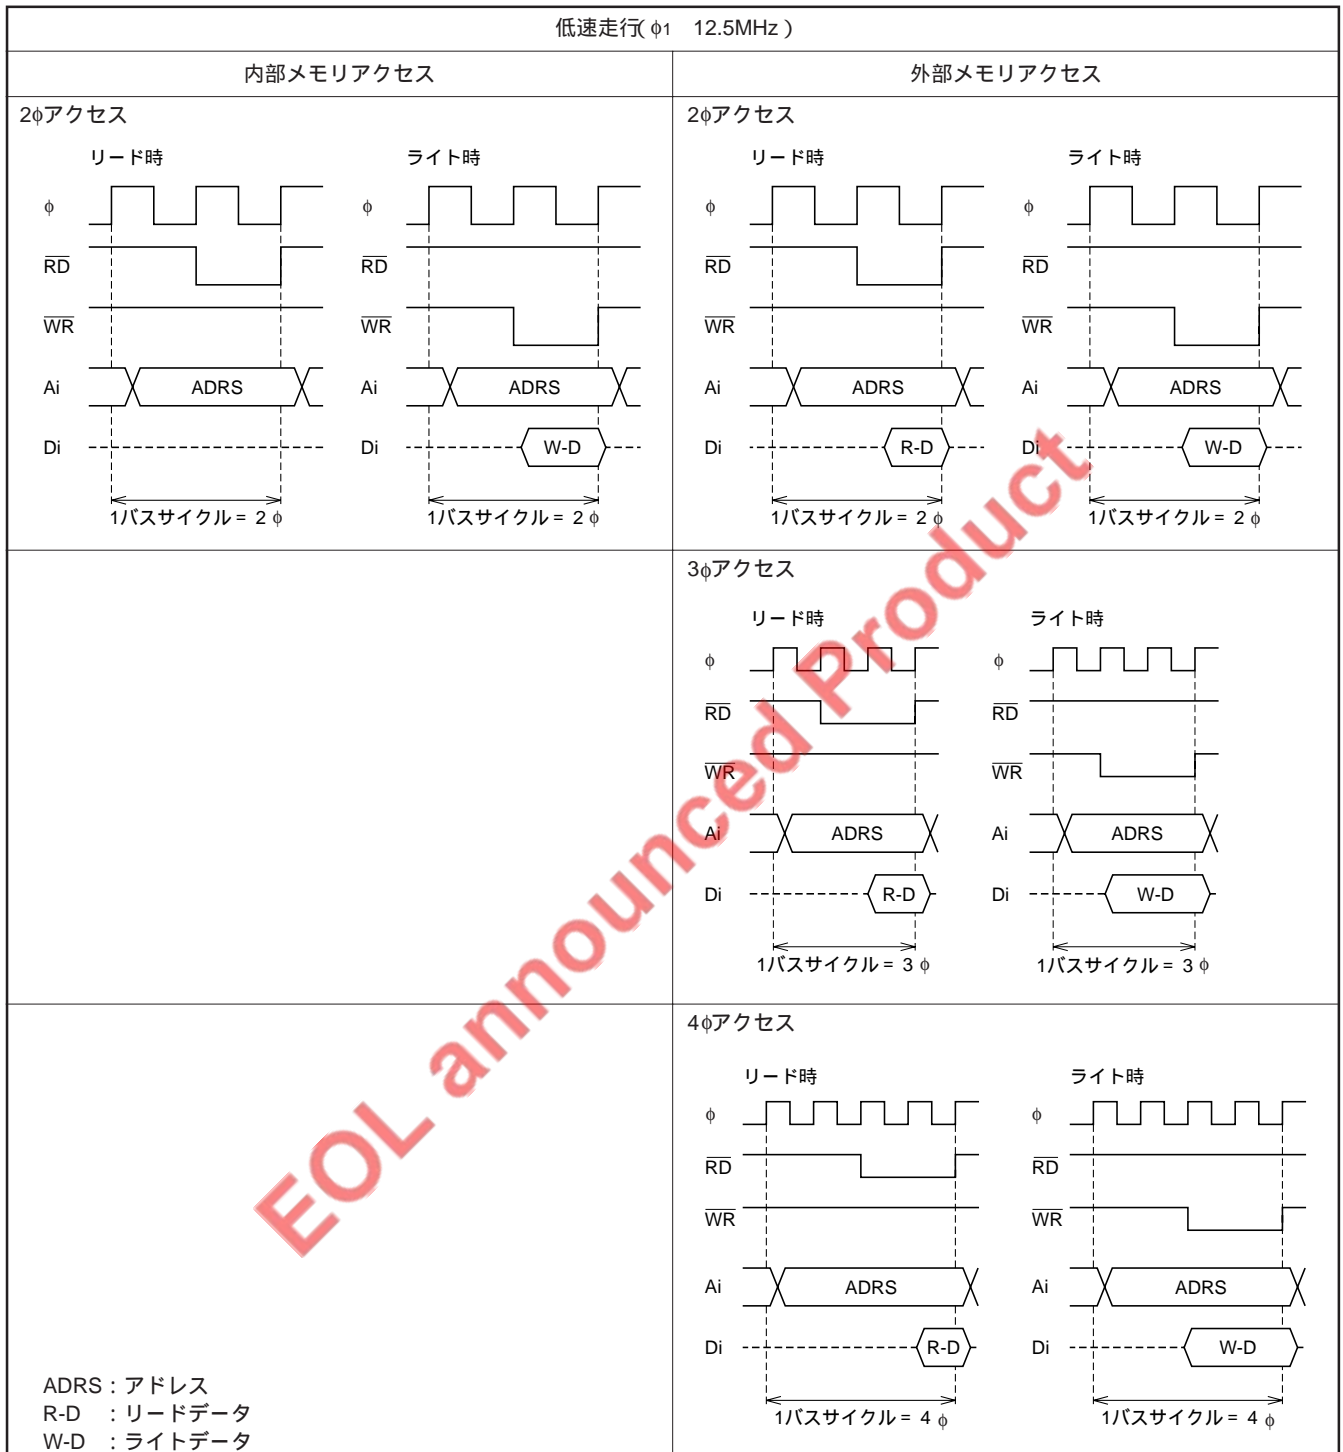 低速走行(φ1 12.5MHz)
内部メモリアクセス
外部メモリアクセス
2φアクセス
リード時
ライト時
φ
RD
WR
Ai
ADRS
Di
1バスサイクル = 2 φ
φ
RD
WR
Ai
ADRS
Di
W-D
1バスサイクル = 2 φ
2φアクセス
リード時
ライト時
φ
RD
WR
Ai
ADRS
Di
R-D
1バスサイクル = 2 φ
φ
RD
WR
Ai
ADRS
Di
W-D
1バスサイクル = 2 φ
3φアクセス
リード時
ライト時
φ
RD
WR
Ai
ADRS
Di
R-D
1バスサイクル = 3 φ
φ
RD
WR
Ai
ADRS
Di
W-D
1バスサイクル = 3 φ
4φアクセス
リード時
ライト時
φ
RD
WR
Ai
ADRS
Di
R-D
1バスサイクル = 4 φ
φ
RD
WR
Ai
ADRS
Di
W-D
1バスサイクル = 4 φ
ADRS:アドレス
R-D :リードデータ
W-D :ライトデータ
EOL announced Product